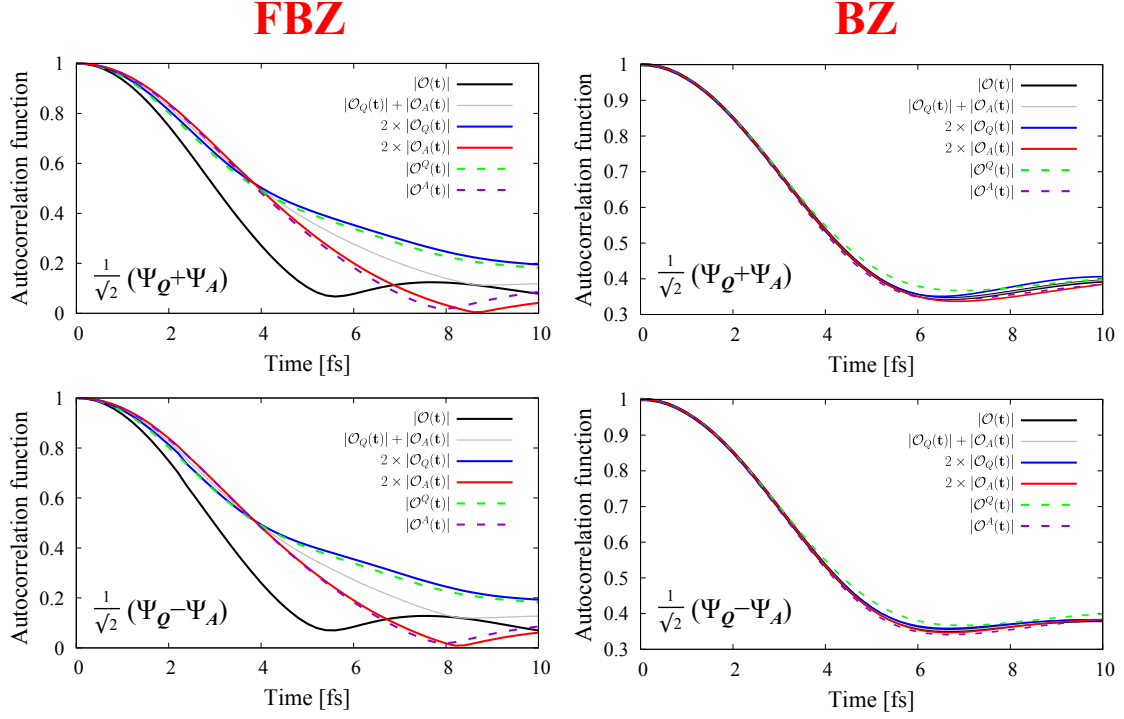 FBZ
BZ
Autocorrelation function
1
0.8
0.6
0.4
0.2
0
0 2 4 6 8 10
Time [fs]
|𝒪(t)|
|𝒪_Q(t)| + |𝒪_A(t)|
2 × |𝒪_Q(t)|
2 × |𝒪_A(t)|
|𝒪^Q(t)|
|𝒪^A(t)|
1/√2 (Ψ_Q+Ψ_A)
Autocorrelation function
1
0.9
0.8
0.7
0.6
0.5
0.4
0.3
0 2 4 6 8 10
Time [fs]
|𝒪(t)|
|𝒪_Q(t)| + |𝒪_A(t)|
2 × |𝒪_Q(t)|
2 × |𝒪_A(t)|
|𝒪^Q(t)|
|𝒪^A(t)|
1/√2 (Ψ_Q+Ψ_A)
Autocorrelation function
1
0.8
0.6
0.4
0.2
0
0 2 4 6 8 10
Time [fs]
|𝒪(t)|
|𝒪_Q(t)| + |𝒪_A(t)|
2 × |𝒪_Q(t)|
2 × |𝒪_A(t)|
|𝒪^Q(t)|
|𝒪^A(t)|
1/√2 (Ψ_Q−Ψ_A)
Autocorrelation function
1
0.9
0.8
0.7
0.6
0.5
0.4
0.3
0 2 4 6 8 10
Time [fs]
|𝒪(t)|
|𝒪_Q(t)| + |𝒪_A(t)|
2 × |𝒪_Q(t)|
2 × |𝒪_A(t)|
|𝒪^Q(t)|
|𝒪^A(t)|
1/√2 (Ψ_Q−Ψ_A)